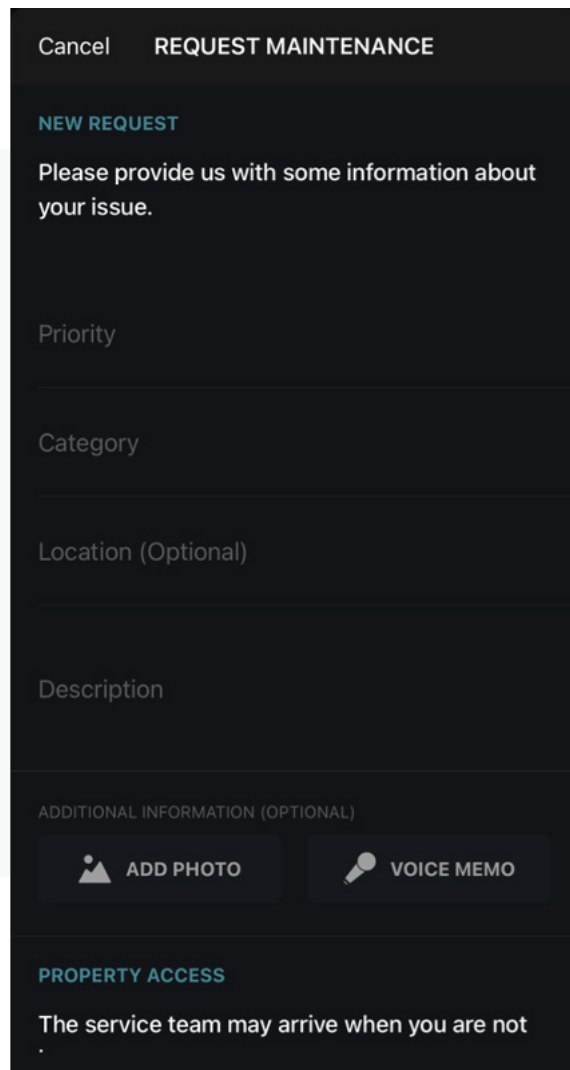 Cancel REQUEST MAINTENANCE
NEW REQUEST
Please provide us with some information about
your issue.
Priority
Category
Location (Optional)
Description
ADDITIONAL INFORMATION (OPTIONAL)
ADD PHOTO VOICE MEMO
PROPERTY ACCESS
The service team may arrive when you are not